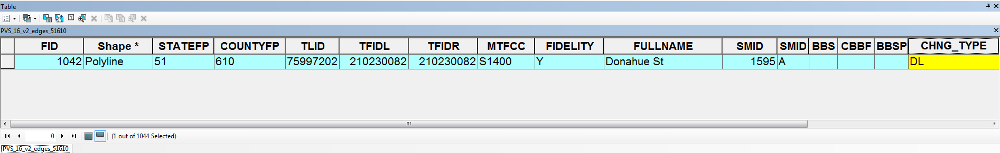 Table
PVS_16_v2_edges_51610
FID Shape * STATEFP COUNTYFP TLID TFIDL TFIDR MTFCC FIDELITY FULLNAME SMID SMID BBS CBBF BBSP CHNG_TYPE
1042 Polyline 51 610 75997202 210230082 210230082 S1400 Y Donahue St 1595 A DL
0 (1 out of 1044 Selected)
PVS_16_v2_edges_51610